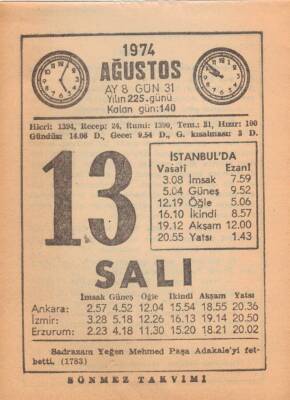 1974
AĞUSTOS
AY 8 GÜN 31
Yılın 225. günü
Kalan gün: 140
Hicri: 1394, Recep: 24, Rumi: 1390, Tem.: 31, Hızır: 100
Gündüz: 14.06 D., Gece: 9.54 D., G. kısalması: 3 D.
13
İSTANBUL'DA
Vasatî Ezanî
3.08 İmsak 7.59
5.04 Güneş 9.52
12.19 Öğle 5.06
16.10 İkindi 8.57
19.12 Akşam 12.00
20.55 Yatsı 1.43
SALI
İmsak Güneş Öğle İkindi Akşam Yatsı
Ankara: 2.57 4.52 12.04 15.54 18.55 20.36
İzmir: 3.28 5.18 12.26 16.13 19.14 20.50
Erzurum: 2.23 4.18 11.30 15.20 18.21 20.02
Sadrazam Yeğen Mehmed Paşa Adakale'yi fet-
hetti. (1783)
SÖNMEZ TAKVİMİ